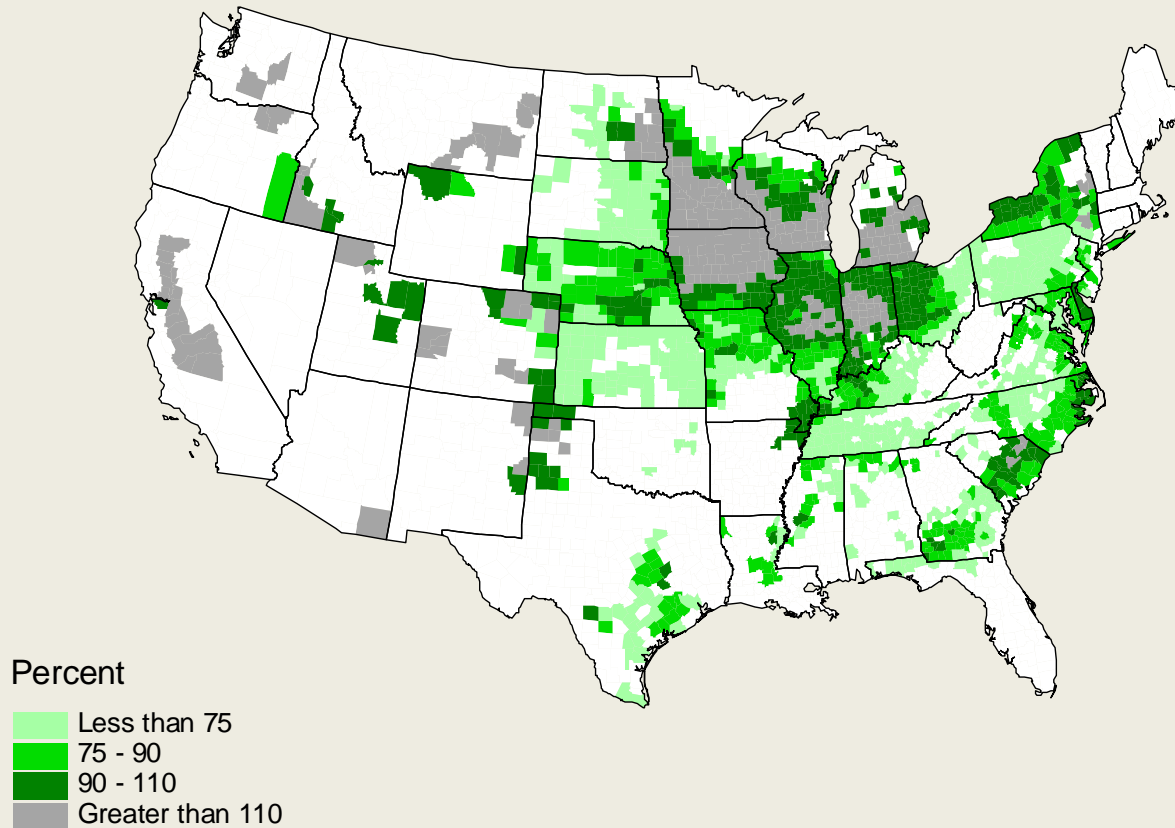 Percent
Less than 75
75 - 90
90 - 110
Greater than 110